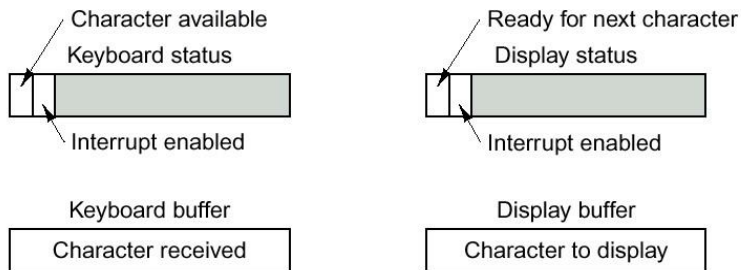 Character available
Keyboard status
Interrupt enabled
Keyboard buffer
Character received
Ready for next character
Display status
Interrupt enabled
Display buffer
Character to display